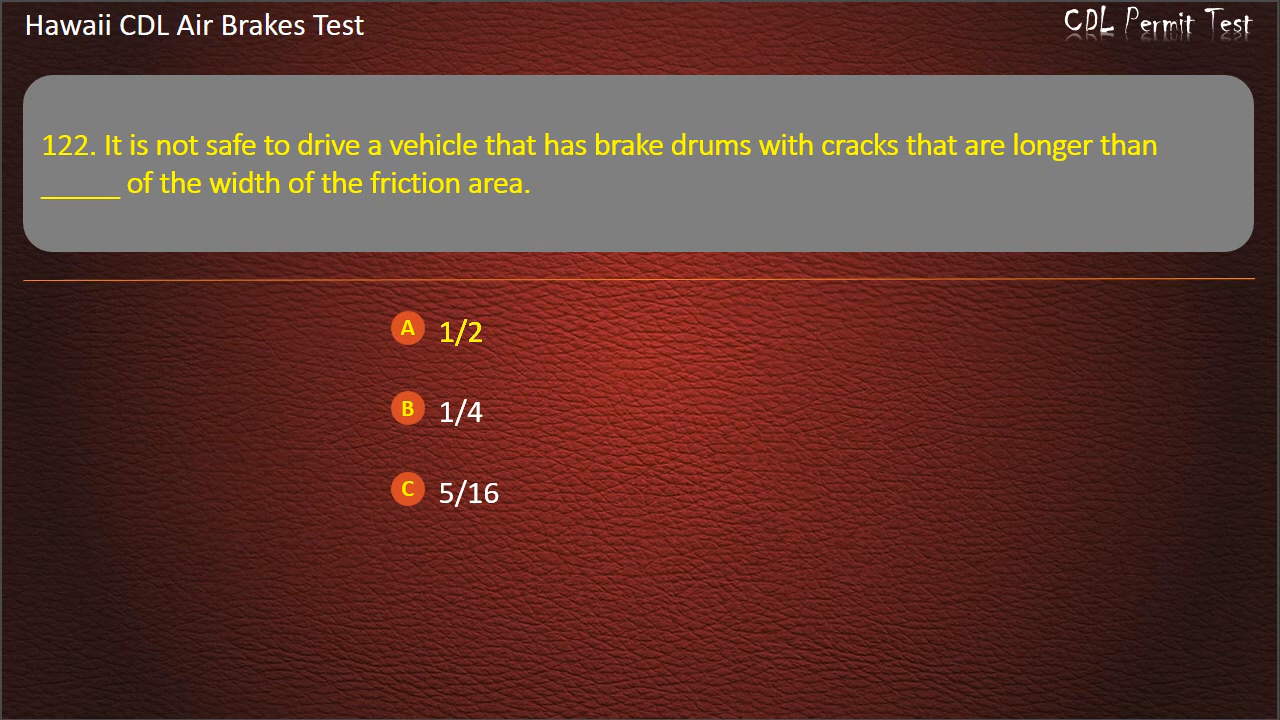 Hawaii CDL Air Brakes Test
CDL Permit Test
122. It is not safe to drive a vehicle that has brake drums with cracks that are longer than
_____ of the width of the friction area.
A 1/2
B 1/4
C 5/16